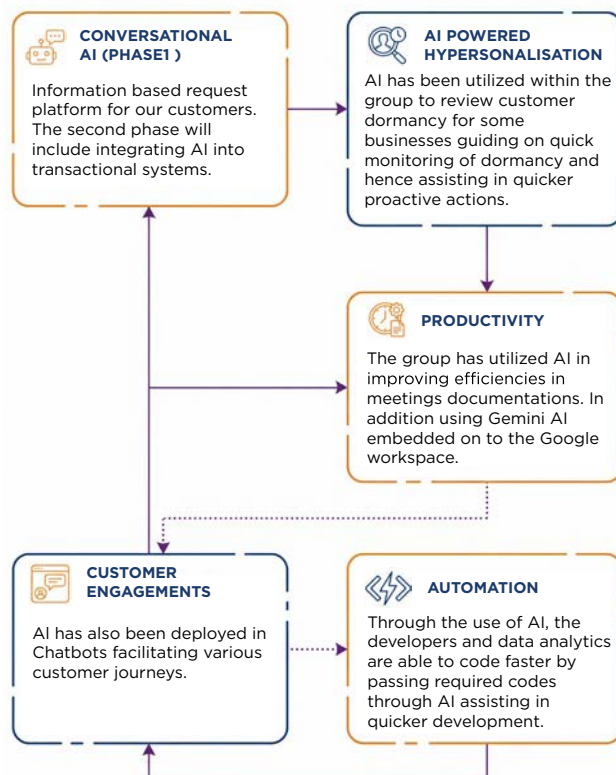 CONVERSATIONAL
AI (PHASE1 )
Information based request
platform for our customers.
The second phase will
include integrating AI into
transactional systems.
AI POWERED
HYPERSONALISATION
AI has been utilized within the
group to review customer
dormancy for some
businesses guiding on quick
monitoring of dormancy and
hence assisting in quicker
proactive actions.
PRODUCTIVITY
The group has utilized AI in
improving efficiencies in
meetings documentations. In
addition using Gemini AI
embedded on to the Google
workspace.
CUSTOMER
ENGAGEMENTS
AI has also been deployed in
Chatbots facilitating various
customer journeys.
AUTOMATION
Through the use of AI, the
developers and data analytics
are able to code faster by
passing required codes
through AI assisting in
quicker development.